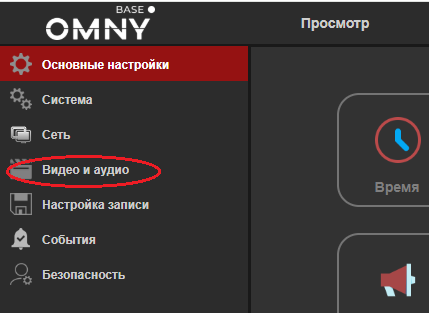 BASE
OMNY
Просмотр
Основные настройки
Система
Сеть
Видео и аудио
Настройка записи
События
Безопасность
Время